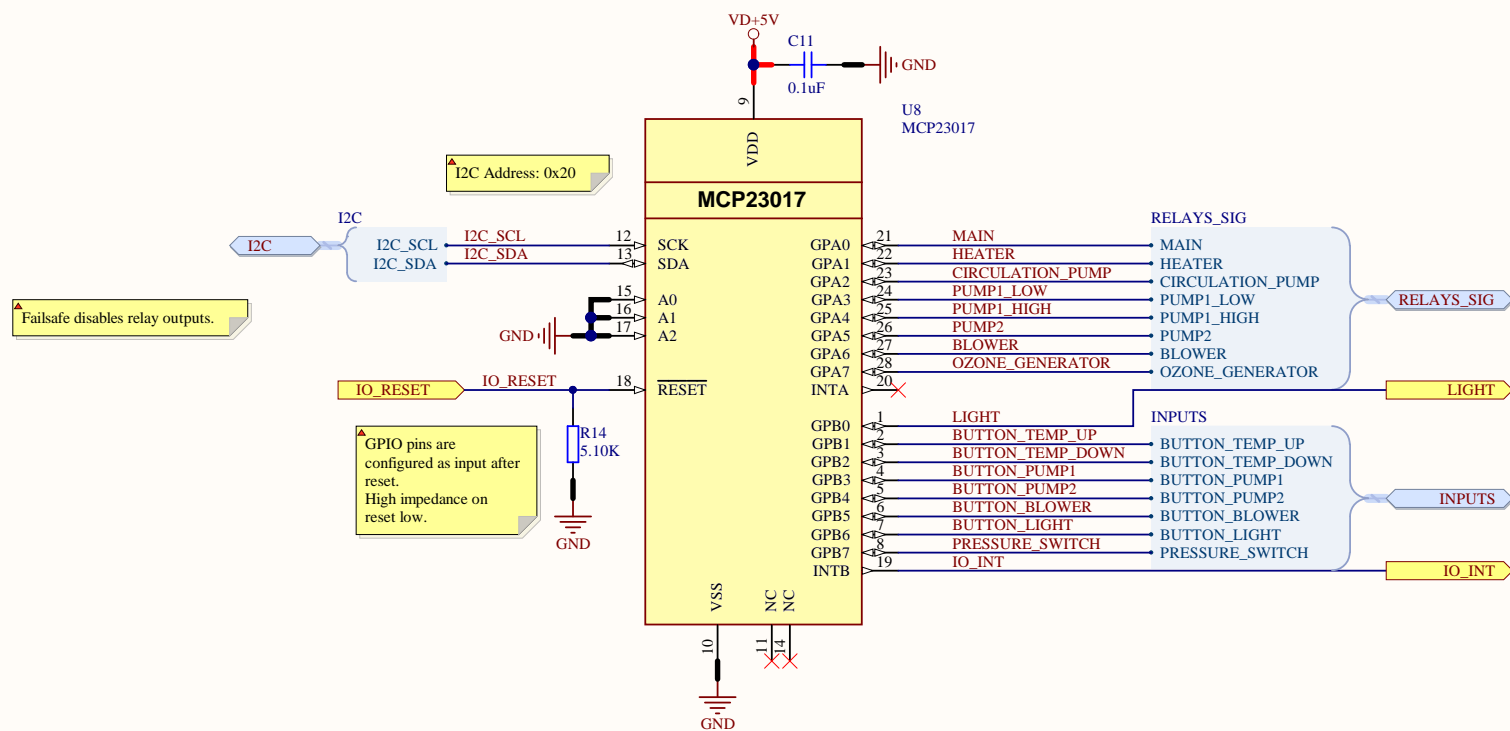 VD+5V
C11
GND
0.1uF
9
U8
MCP23017
VDD
I2C Address: 0x20
MCP23017
I2C
I2C
I2C_SCL
I2C_SDA
I2C_SCL
I2C_SDA
12
13
SCK
SDA
Failsafe disables relay outputs.
GND
15
16
17
A0
A1
A2
IO_RESET
IO_RESET
18
RESET
R14
5.10K
GND
GPIO pins are
configured as input after
reset.
High impedance on
reset low.
GPA0 21 MAIN
GPA1 22 HEATER
GPA2 23 CIRCULATION_PUMP
GPA3 24 PUMP1_LOW
GPA4 25 PUMP1_HIGH
GPA5 26 PUMP2
GPA6 27 BLOWER
GPA7 28 OZONE_GENERATOR
INTA 20
GPB0 1 LIGHT
GPB1 2 BUTTON_TEMP_UP
GPB2 3 BUTTON_TEMP_DOWN
GPB3 4 BUTTON_PUMP1
GPB4 5 BUTTON_PUMP2
GPB5 6 BUTTON_BLOWER
GPB6 7 BUTTON_LIGHT
GPB7 8 PRESSURE_SWITCH
INTB 19 IO_INT
RELAYS_SIG
MAIN
HEATER
CIRCULATION_PUMP
PUMP1_LOW
PUMP1_HIGH
PUMP2
BLOWER
OZONE_GENERATOR
RELAYS_SIG
LIGHT
INPUTS
BUTTON_TEMP_UP
BUTTON_TEMP_DOWN
BUTTON_PUMP1
BUTTON_PUMP2
BUTTON_BLOWER
BUTTON_LIGHT
PRESSURE_SWITCH
INPUTS
IO_INT
VSS
NC
NC
10
11
14
GND